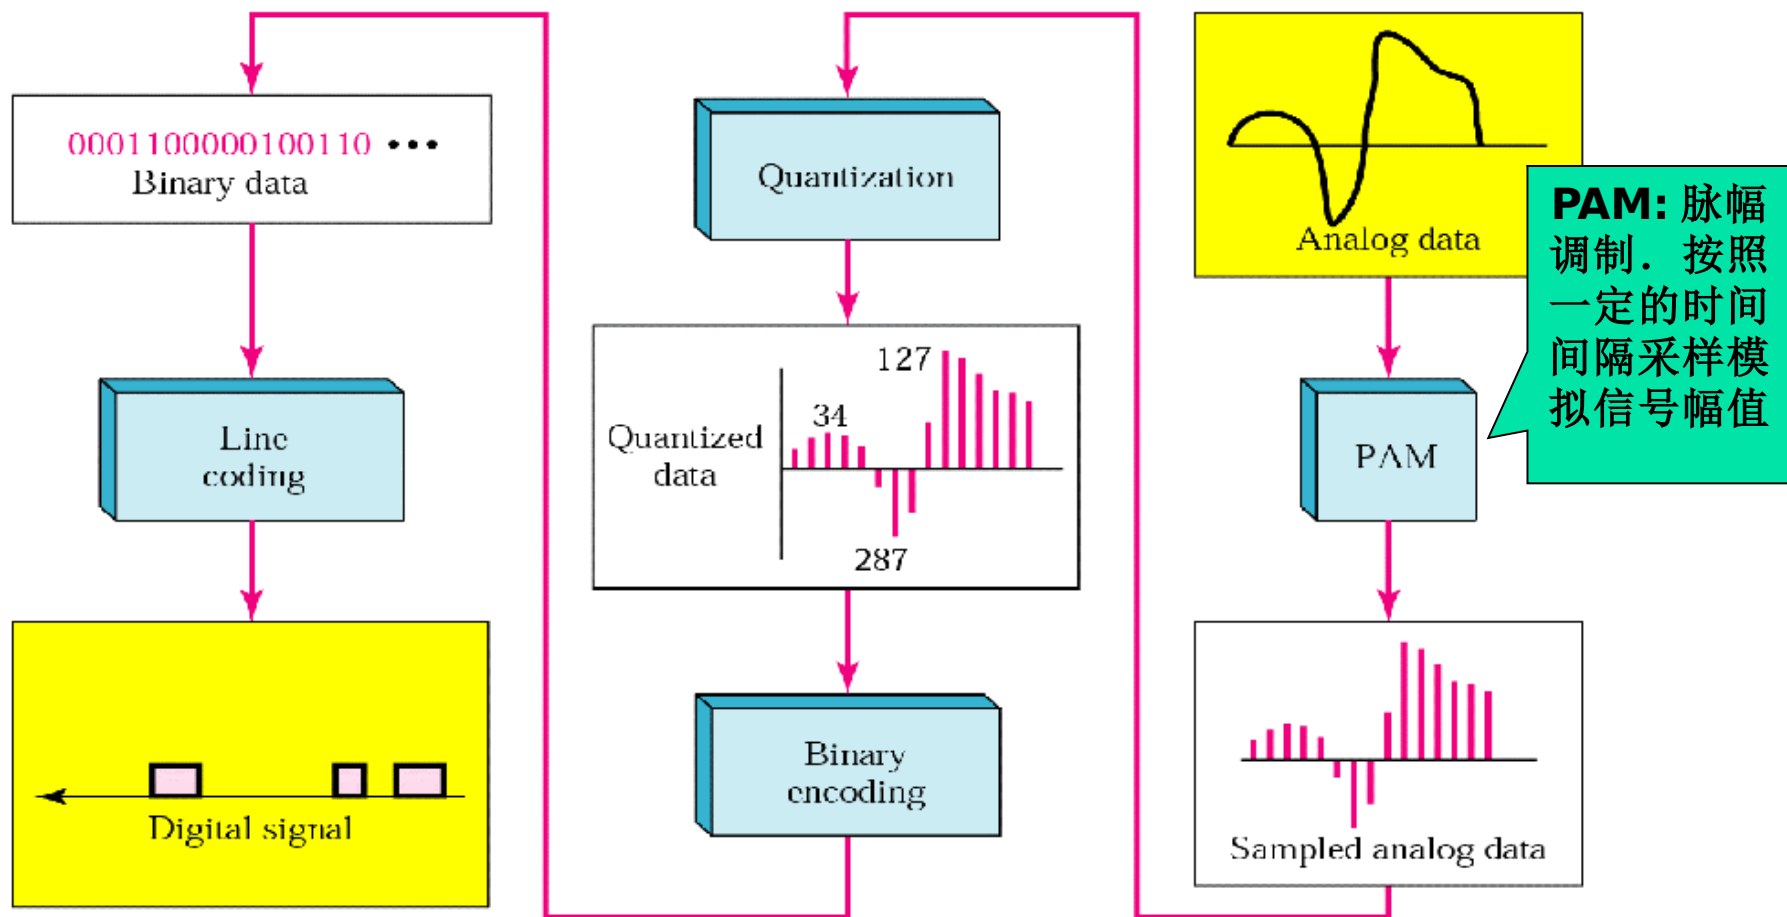 0001100000100110 •••
Binary data
Line
coding
Digital signal
Quantization
127
34
Quantized
data
287
Binary
encoding
Analog data
PAM: 脉幅
调制．按照
一定的时间
间隔采样模
拟信号幅值
PAM
Sampled analog data